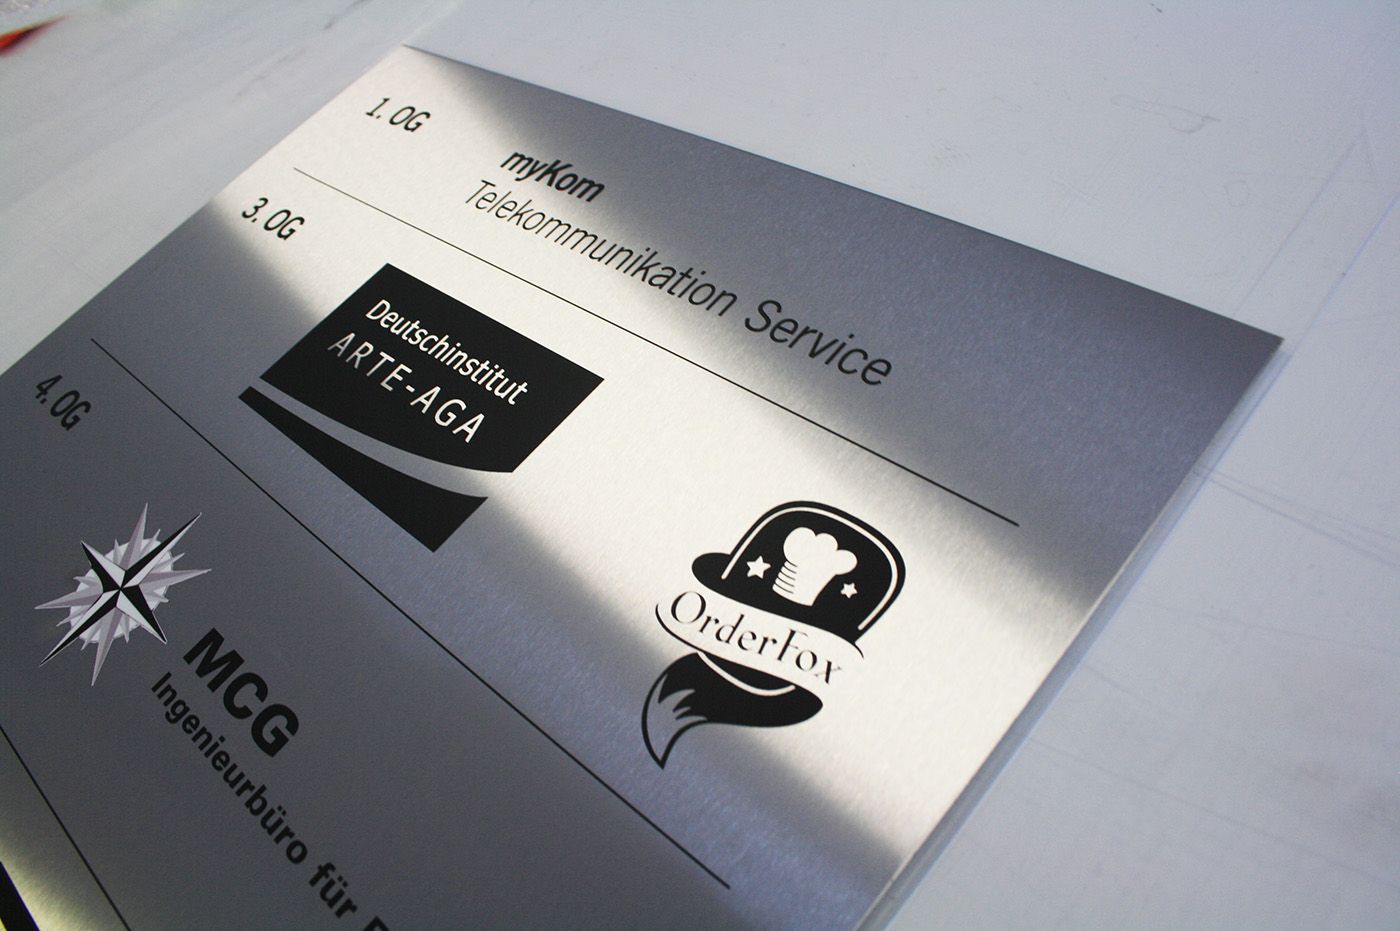 1. OG
myKom
Telekommunikation Service
3. OG
Deutschinstitut
ARTE-AGA
OrderFox
4. OG
MCG
Ingenieurbüro für